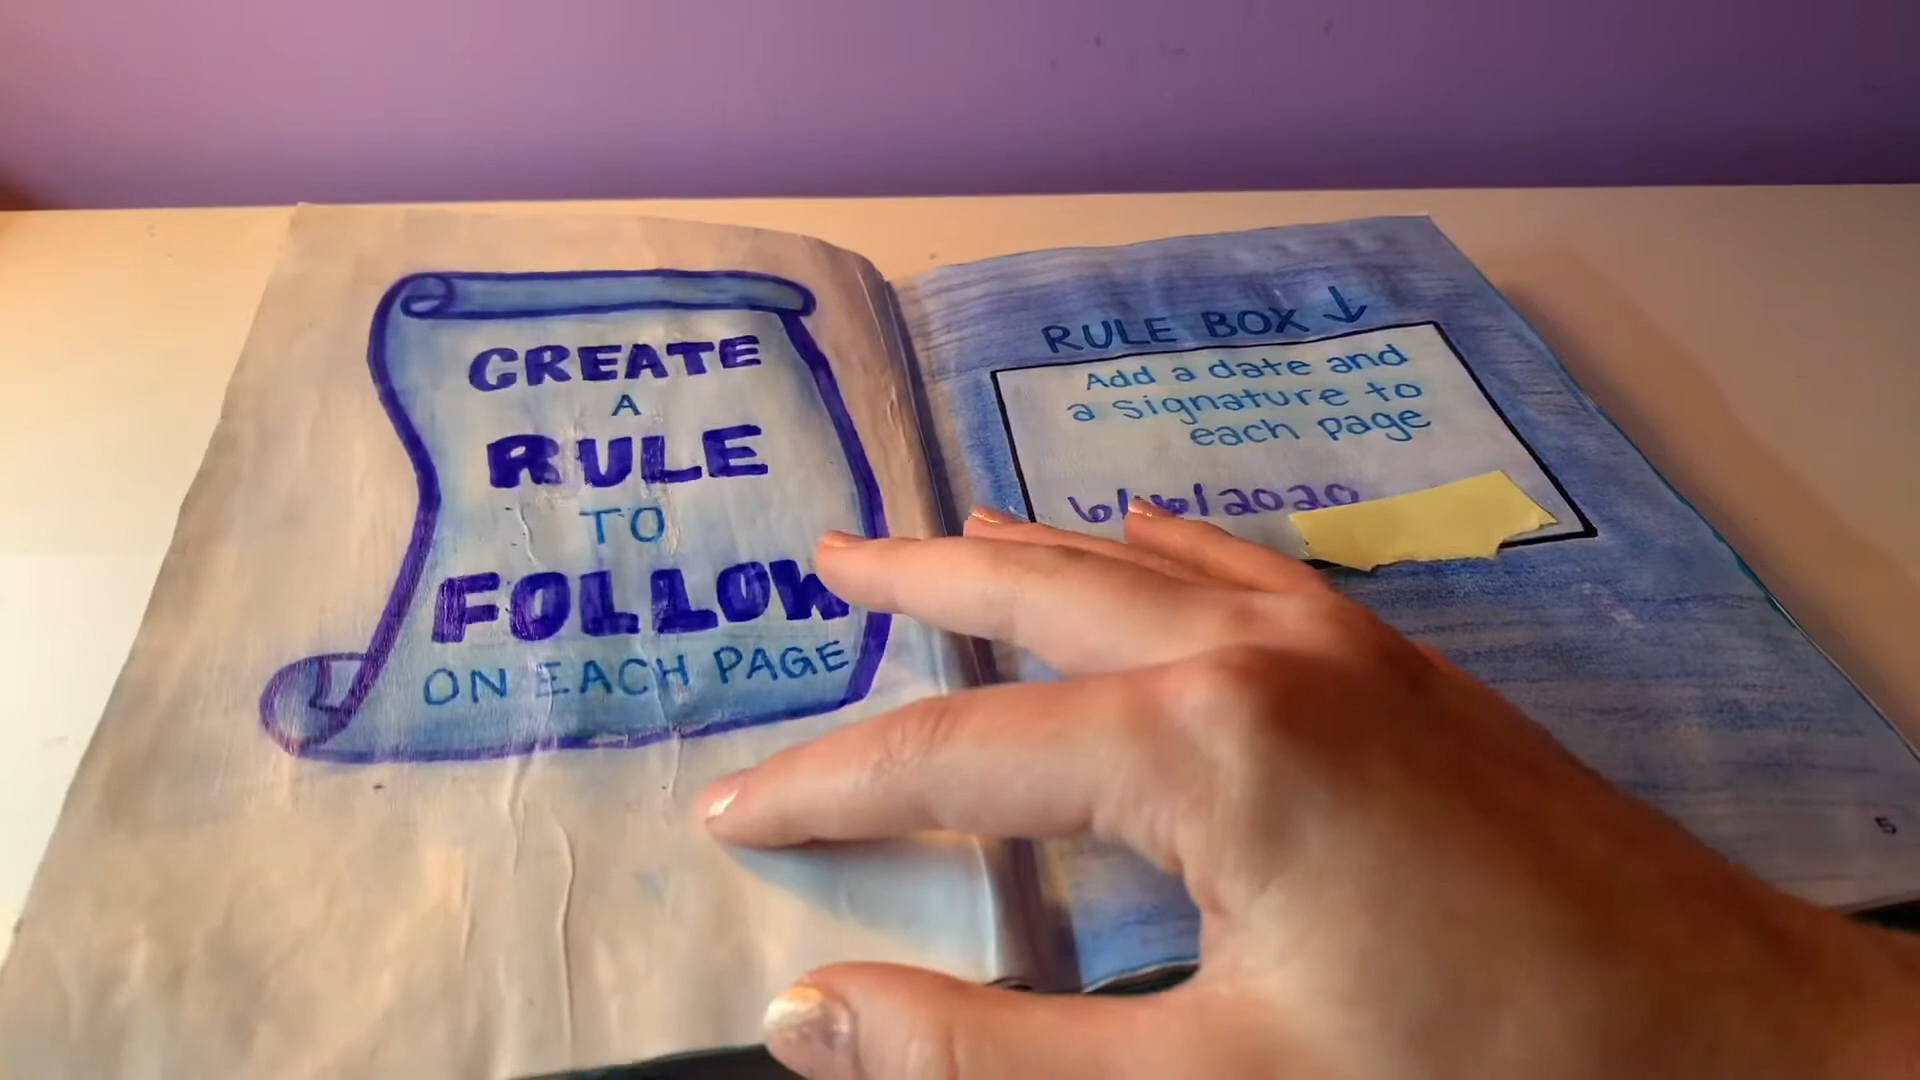 CREATE
A
RULE
TO
FOLLOW
ON EACH PAGE
RULE BOX ↓
Add a date and
a signature to
each page
5